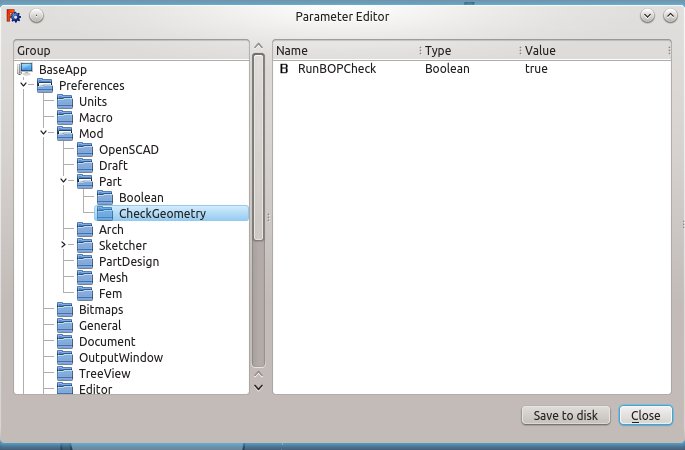 Parameter Editor
Group
BaseApp
Preferences
Units
Macro
Mod
OpenSCAD
Draft
Part
Boolean
CheckGeometry
Arch
Sketcher
PartDesign
Mesh
Fem
Bitmaps
General
Document
OutputWindow
TreeView
Editor
Name Type Value
B RunBOPCheck Boolean true
Save to disk Close